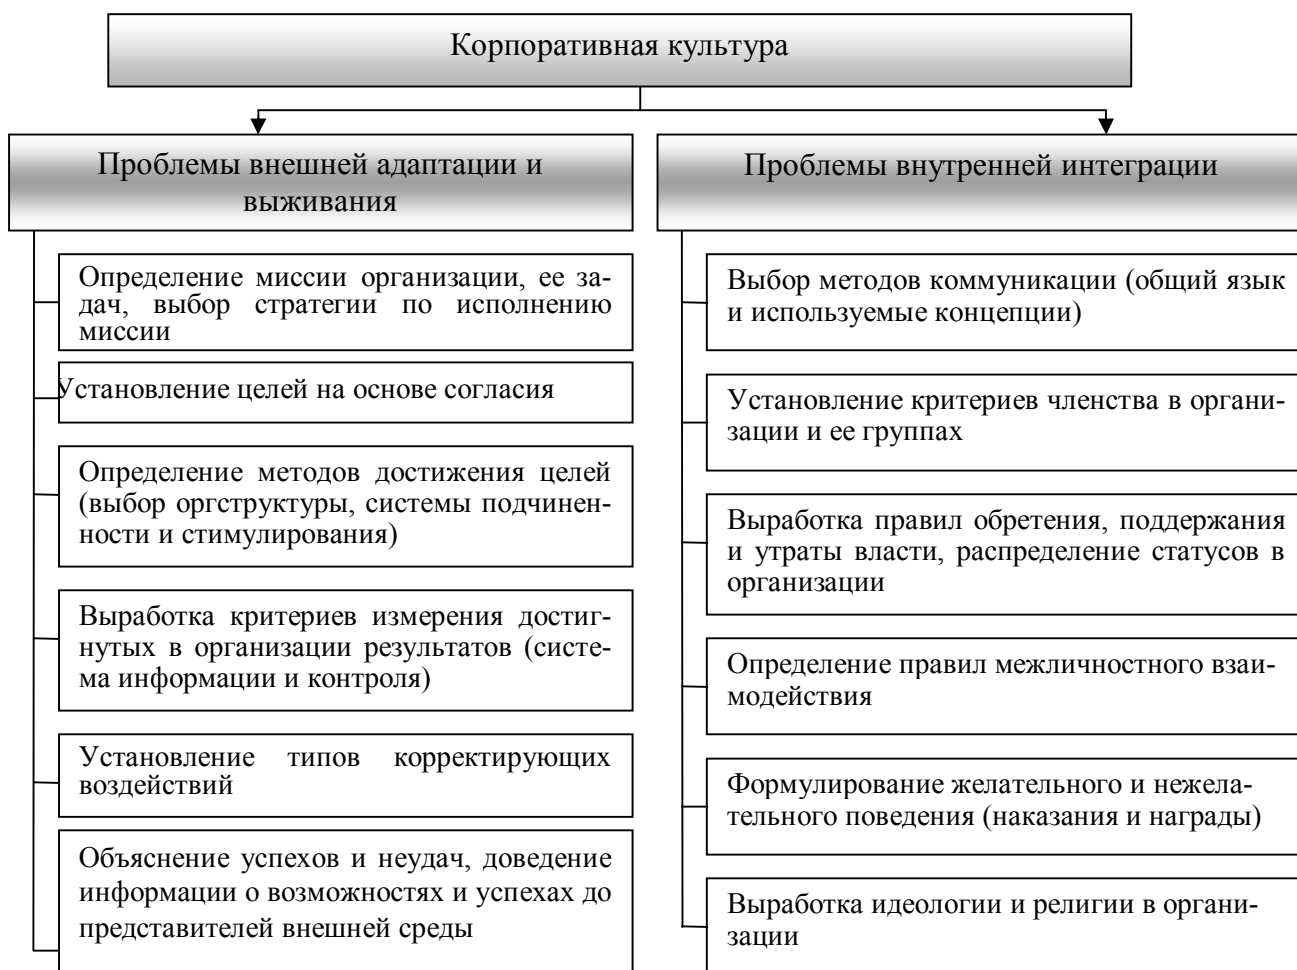 Корпоративная культура
Проблемы внешней адаптации и
выживания
Определение миссии организации, ее за-
дач, выбор стратегии по исполнению
миссии
Установление целей на основе согласия
Определение методов достижения целей
(выбор оргструктуры, системы подчинен-
ности и стимулирования)
Выработка критериев измерения достиг-
нутых в организации результатов (систе-
ма информации и контроля)
Установление типов корректирующих
воздействий
Объяснение успехов и неудач, доведение
информации о возможностях и успехах до
представителей внешней среды
Проблемы внутренней интеграции
Выбор методов коммуникации (общий язык
и используемые концепции)
Установление критериев членства в органи-
зации и ее группах
Выработка правил обретения, поддержания
и утраты власти, распределение статусов в
организации
Определение правил межличностного взаи-
модействия
Формулирование желательного и нежела-
тельного поведения (наказания и награды)
Выработка идеологии и религии в органи-
зации